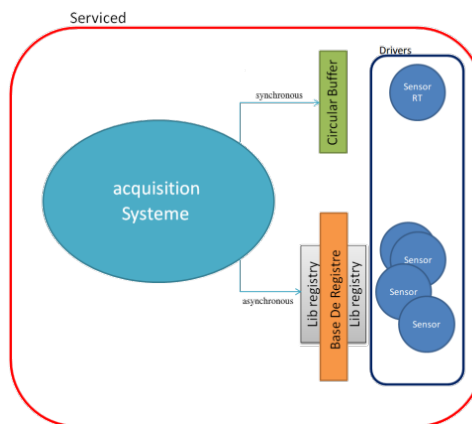 Serviced
Drivers
Sensor
RT
Circular Buffer
synchronous
acquisition
Systeme
Sensor
Sensor
Sensor
asynchronous
Lib registry
Base De Registre
Lib registry